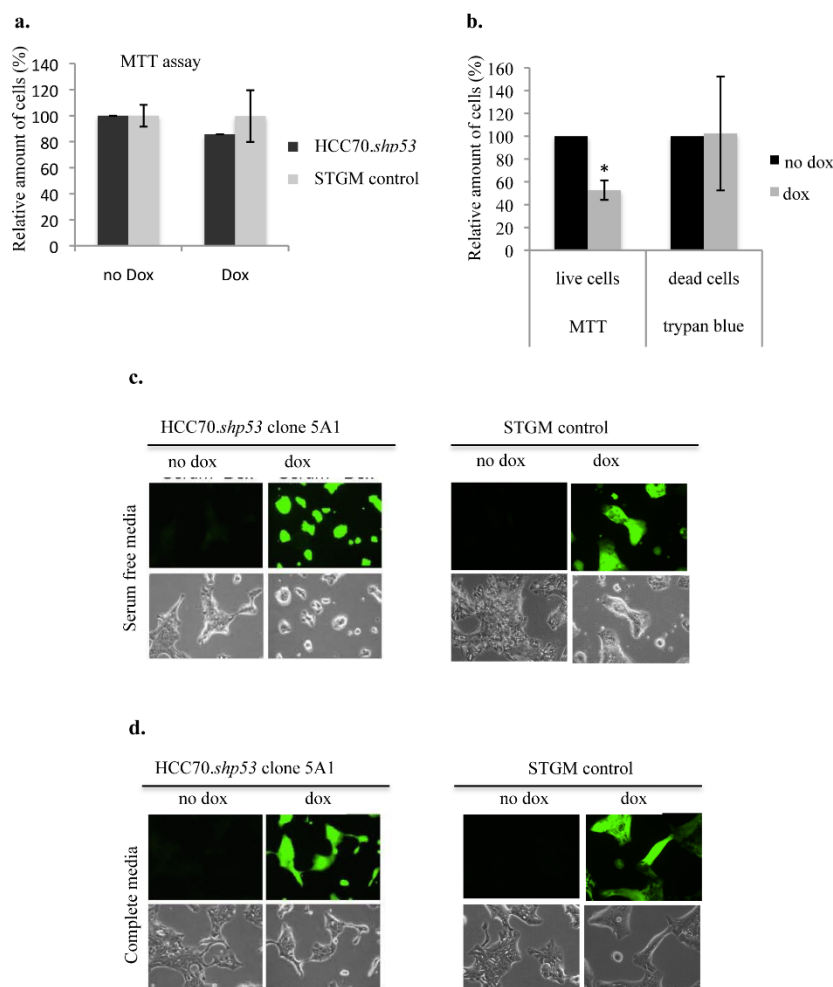 a.
MTT assay
Relative amount of cells (%)
140
120
100
80
60
40
20
0
no Dox
Dox
HCC70.shp53
STGM control
b.
Relative amount of cells (%)
160
140
120
100
80
60
40
20
0
*
no dox
dox
live cells
dead cells
MTT
trypan blue
c.
HCC70.shp53 clone 5A1
STGM control
no dox
dox
no dox
dox
Serum free media
d.
HCC70.shp53 clone 5A1
STGM control
no dox
dox
no dox
dox
Complete media